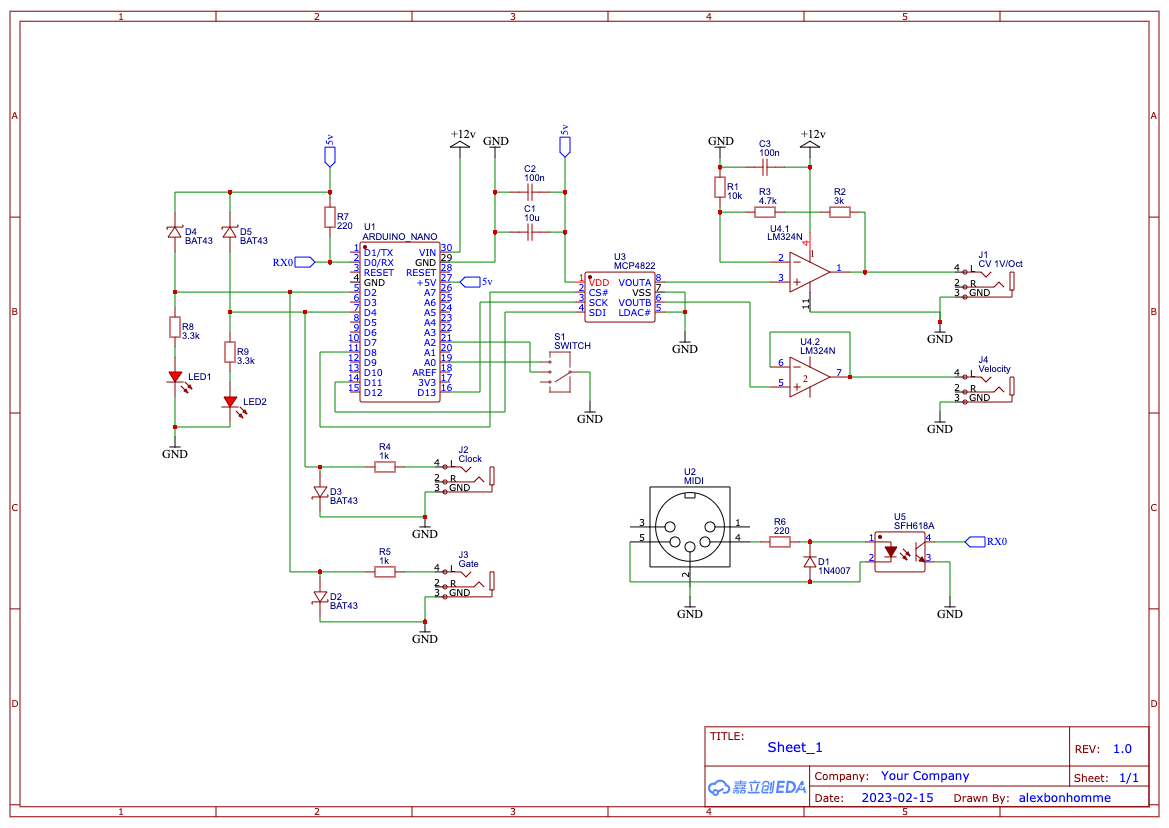 1 2 3 4 5
A A
B B
C C
D D
1 2 3 4 5
5v
R7
220
RX0
D4
BAT43
D5
BAT43
R8
3.3k
R9
3.3k
LED1
LED2
GND
U1
ARDUINO_NANO
1 D1/TX
2 D0/RX
3 RESET
4 GND
5 D2
6 D3
7 D4
8 D5
9 D6
10 D7
11 D8
12 D9
13 D10
14 D11
15 D12
VIN 30
GND 29
RESET 28
+5V 27
A7 26
A6 25
A5 24
A4 23
A3 22
A2 21
A1 20
A0 19
AREF 18
3V3 17
D13 16
+12v
GND
5v
5v
C2
100n
C1
10u
S1
SWITCH
GND
U3
MCP4822
1 VDD
2 CS#
3 SCK
4 SDI
VOUTA 8
VSS 7
VOUTB 6
LDAC# 5
GND
GND
C3
100n
+12v
R1
10k
R3
4.7k
R2
3k
U4.1
LM324N
4
2
3
1
1
11
J1
CV 1V/Oct
4 L
2 R
3 GND
GND
U4.2
LM324N
6
5
2
7
J4
Velocity
4 L
2 R
3 GND
GND
R4
1k
J2
Clock
4 L
2 R
3 GND
D3
BAT43
GND
R5
1k
J3
Gate
4 L
2 R
3 GND
D2
BAT43
GND
U2
MIDI
3
5
1
4
2
GND
R6
220
D1
1N4007
U5
SFH618A
1
2
4
3
RX0
GND
TITLE:
Sheet_1
REV: 1.0
嘉立创EDA
Company: Your Company
Sheet: 1/1
Date: 2023-02-15 Drawn By: alexbonhomme